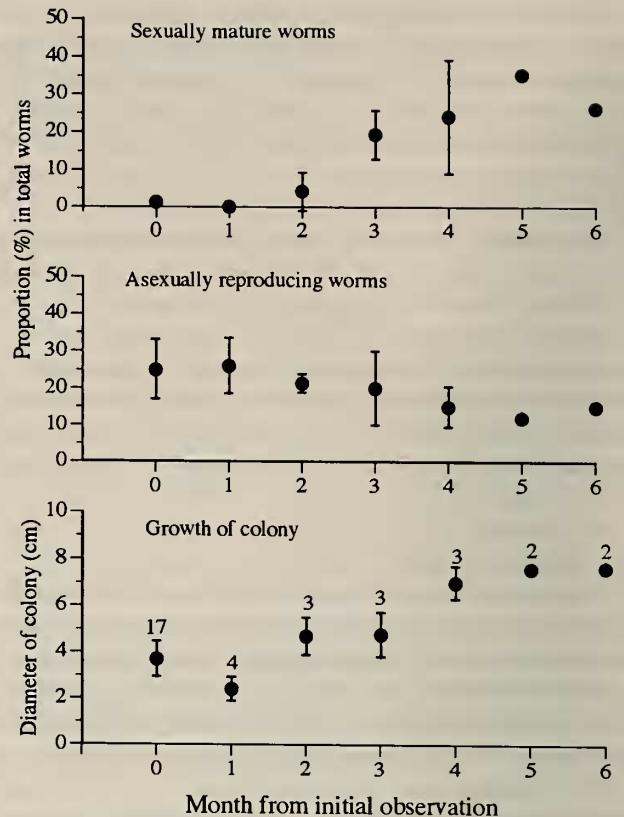 Proportion (%) in total worms
Sexually mature worms
50
40
30
20
10
0
0 1 2 3 4 5 6
Asexually reproducing worms
50
40
30
20
10
0
0 1 2 3 4 5 6
Diameter of colony (cm)
Growth of colony
10
8
6
4
2
0
17 4 3 3 3 2 2
0 1 2 3 4 5 6
Month from initial observation